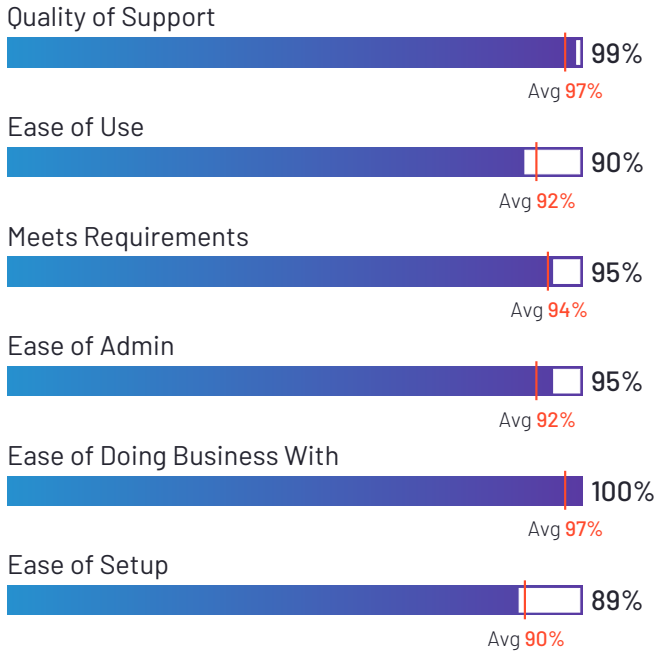 Quality of Support
99%
Avg 97%
Ease of Use
90%
Avg 92%
Meets Requirements
95%
Avg 94%
Ease of Admin
95%
Avg 92%
Ease of Doing Business With
100%
Avg 97%
Ease of Setup
89%
Avg 90%